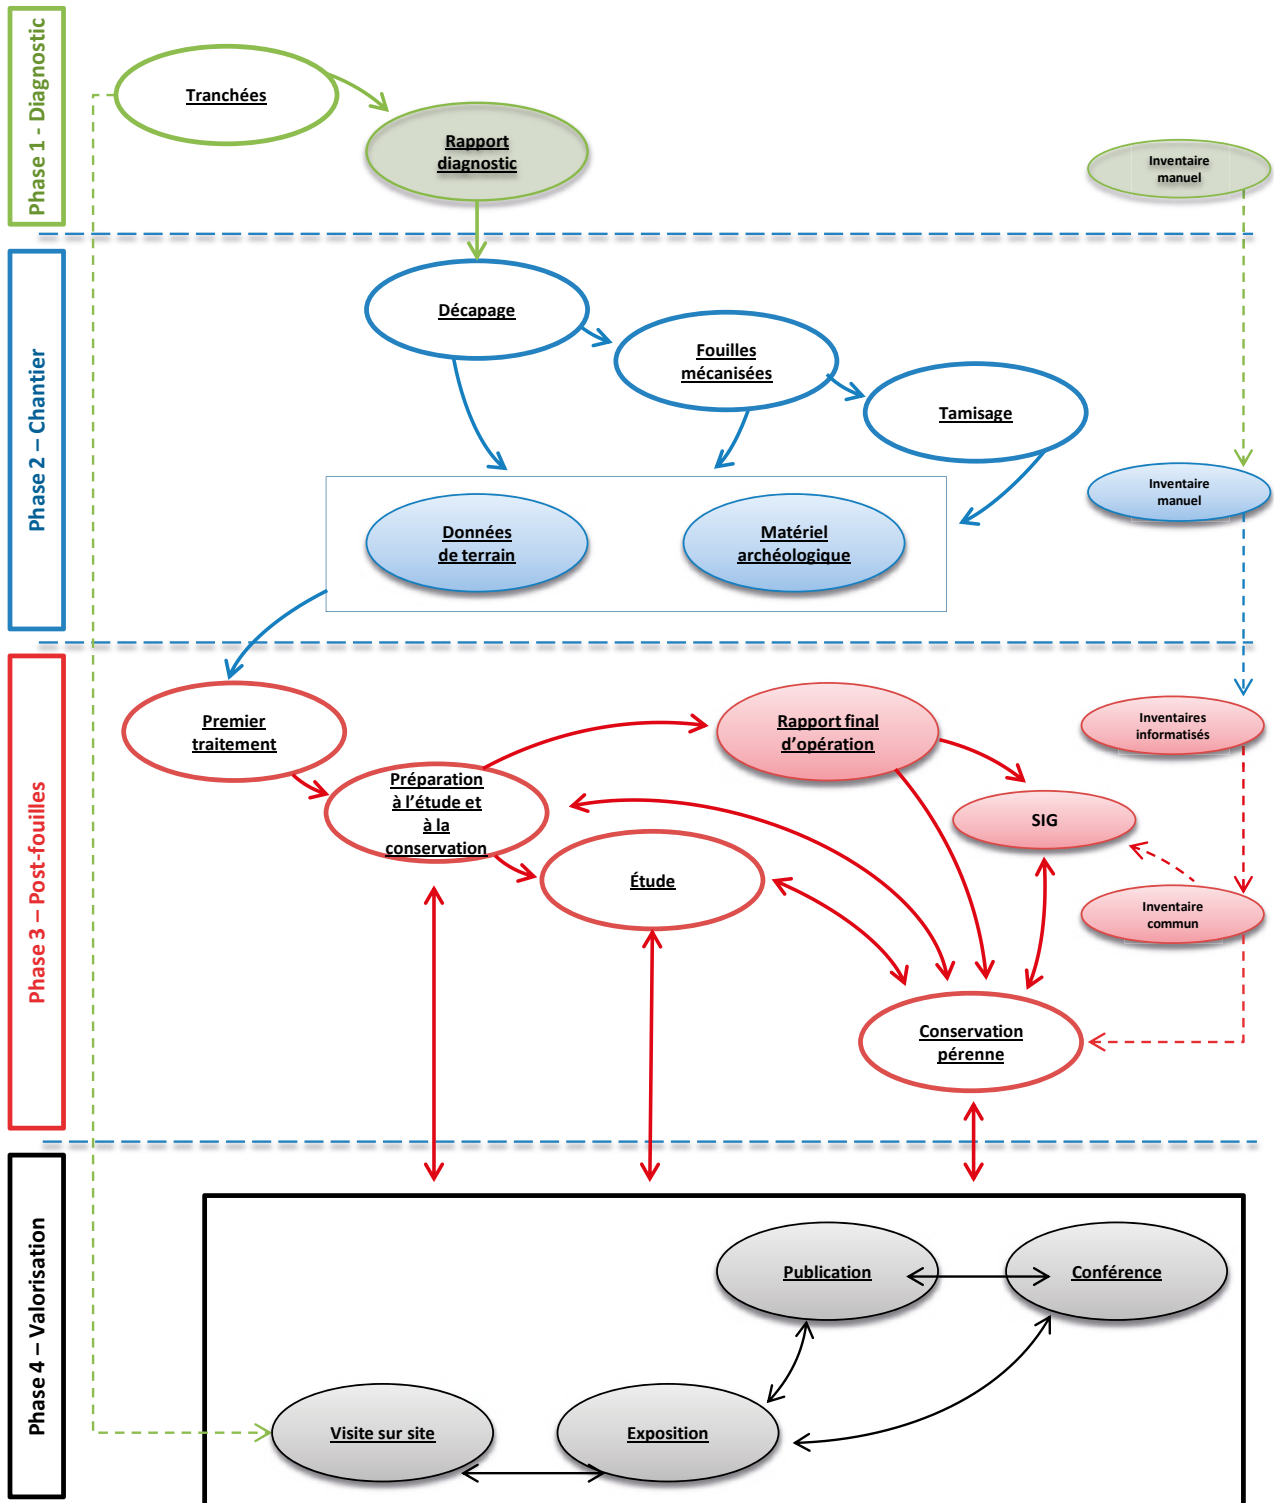 Phase 1 - Diagnostic
Tranchées
Rapport
diagnostic
Inventaire
manuel
Phase 2 – Chantier
Décapage
Fouilles
mécanisées
Tamisage
Inventaire
manuel
Données
de terrain
Matériel
archéologique
Phase 3 – Post-fouilles
Premier
traitement
Préparation
à l’étude et
à la
conservation
Rapport final
d’opération
Inventaires
informatisés
SIG
Étude
Inventaire
commun
Conservation
pérenne
Phase 4 – Valorisation
Publication
Conférence
Visite sur site
Exposition